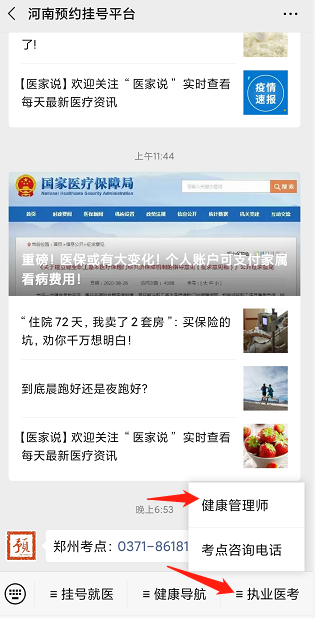 河南预约挂号平台
了!
【医家说】欢迎关注“医家说”实时查看
每天最新医疗资讯
疫情
速报
上午11:44
国家医疗保障局
National Healthcare Security Administration
搜索
重磅!医保或有大变化!个人账户可支付家属
看病费用!
“住院72天,我卖了2套房”:买保险的
坑,劝你千万想明白!
到底晨跑好还是夜跑好?
【医家说】欢迎关注“医家说”实时查看
每天最新医疗资讯
晚上6:53
健康管理师
郑州考点:0371-86181
考点咨询电话
≡ 挂号就医
≡ 健康导航
≡ 执业医考